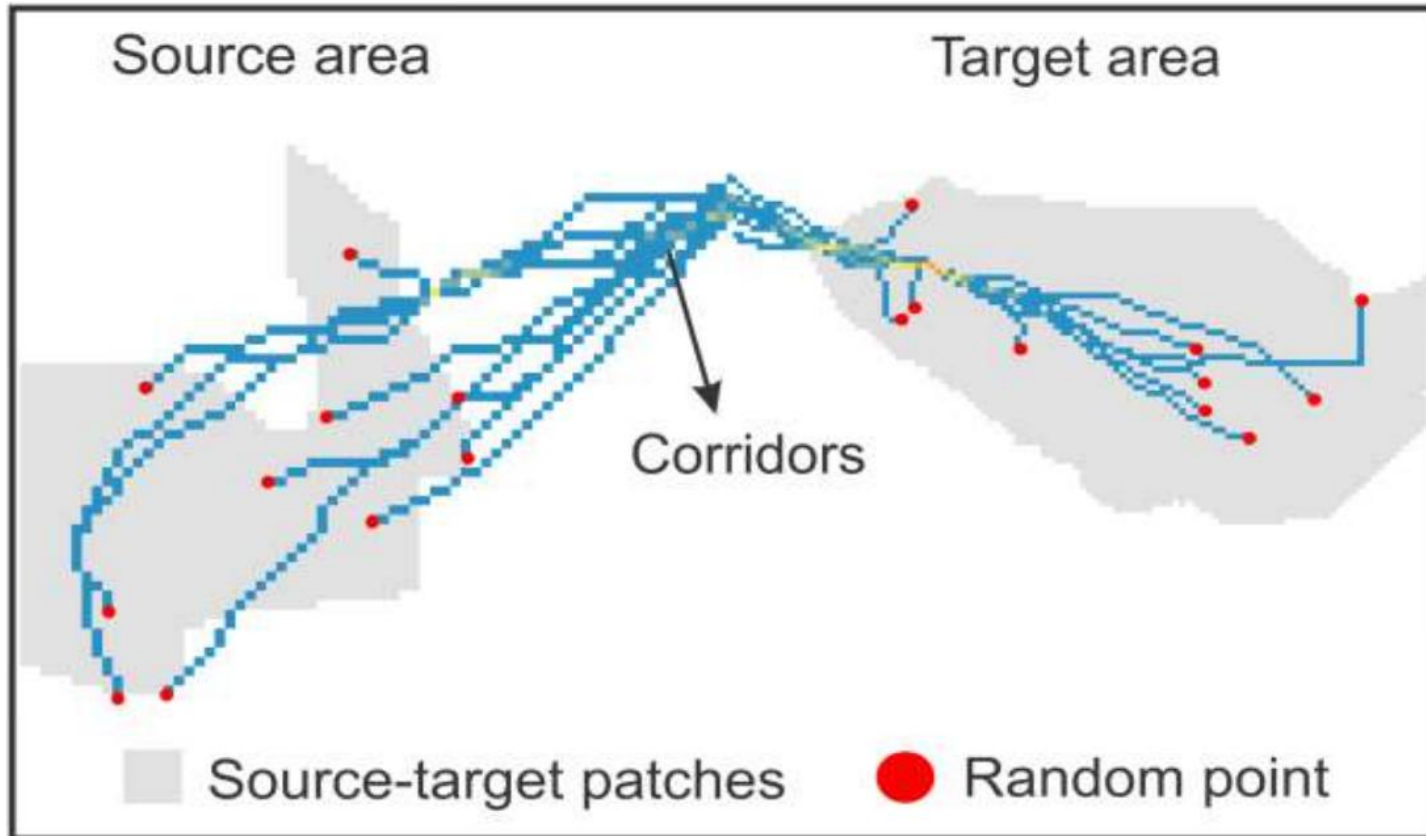 Source area
Target area
Corridors
Source-target patches
Random point